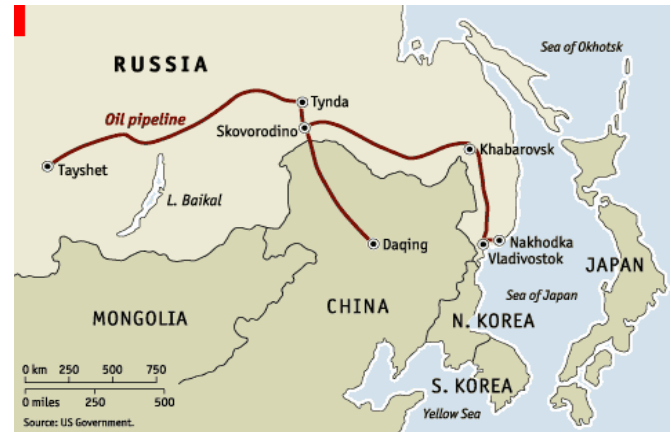 Sea of Okhotsk
RUSSIA
Oil pipeline
Tynda
Skovorodino
Khabarovsk
Tayshet
L. Baikal
Daqing
Nakhodka
Vladivostok
JAPAN
Sea of Japan
MONGOLIA
CHINA
N. KOREA
S. KOREA
Yellow Sea
0 km 250 500 750
0 miles 250 500
Source: US Government.